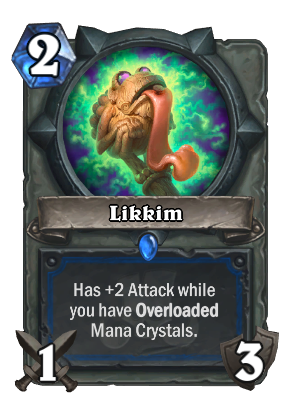 2
Likkim
Has +2 Attack while
you have Overloaded
Mana Crystals.
1
3